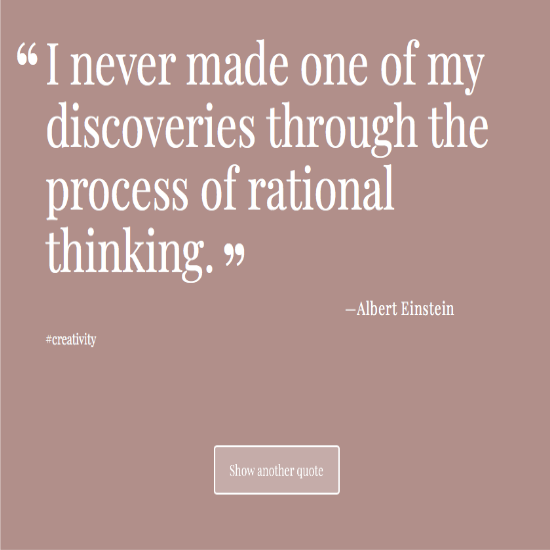 “I never made one of my
discoveries through the
process of rational
thinking.”
—Albert Einstein
#creativity
Show another quote